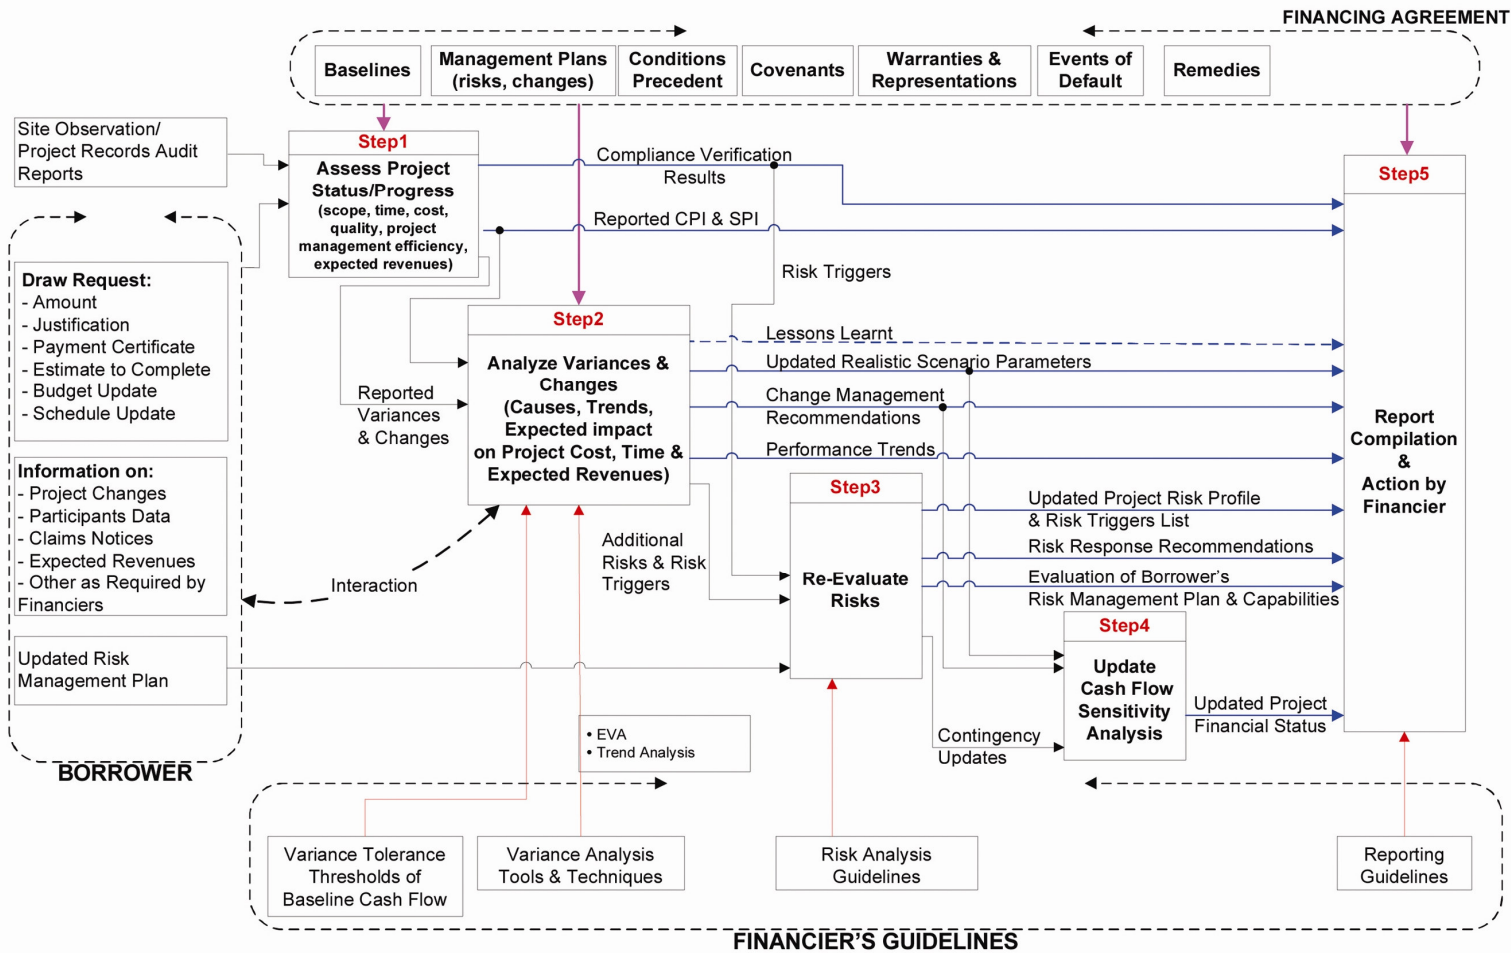 FINANCING AGREEMENT
Baselines
Management Plans
(risks, changes)
Conditions
Precedent
Covenants
Warranties &
Representations
Events of
Default
Remedies
Site Observation/
Project Records Audit
Reports
Step1
Assess Project
Status/Progress
(scope, time, cost,
quality, project
management efficiency,
expected revenues)
Compliance Verification
Results
Reported CPI & SPI
Risk Triggers
Step5
Report
Compilation
&
Action by
Financier
Draw Request:
- Amount
- Justification
- Payment Certificate
- Estimate to Complete
- Budget Update
- Schedule Update
Reported
Variances
& Changes
Step2
Analyze Variances &
Changes
(Causes, Trends,
Expected impact
on Project Cost, Time &
Expected Revenues)
Lessons Learnt
Updated Realistic Scenario Parameters
Change Management
Recommendations
Performance Trends
Information on:
- Project Changes
- Participants Data
- Claims Notices
- Expected Revenues
- Other as Required by
Financiers
Interaction
Additional
Risks & Risk
Triggers
Step3
Re-Evaluate
Risks
Updated Project Risk Profile
& Risk Triggers List
Risk Response Recommendations
Evaluation of Borrower's
Risk Management Plan & Capabilities
Updated Risk
Management Plan
Step4
Update
Cash Flow
Sensitivity
Analysis
Updated Project
Financial Status
Contingency
Updates
• EVA
• Trend Analysis
BORROWER
Variance Tolerance
Thresholds of
Baseline Cash Flow
Variance Analysis
Tools & Techniques
Risk Analysis
Guidelines
Reporting
Guidelines
FINANCIER'S GUIDELINES